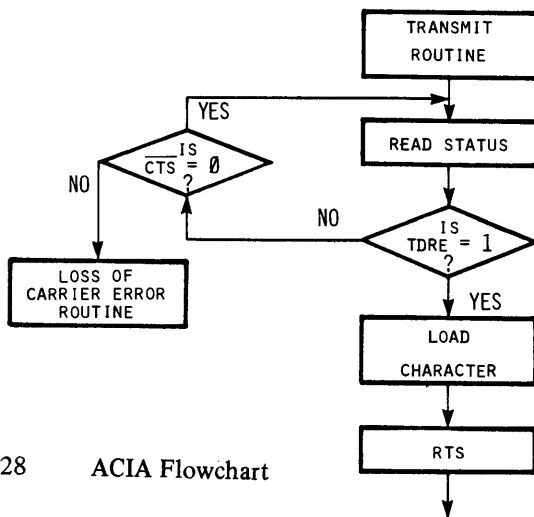 TRANSMIT
ROUTINE
YES
READ STATUS
IS
CTS = 0
?
NO
NO
IS
TDRE = 1
?
YES
LOSS OF
CARRIER ERROR
ROUTINE
LOAD
CHARACTER
RTS
28 ACIA Flowchart